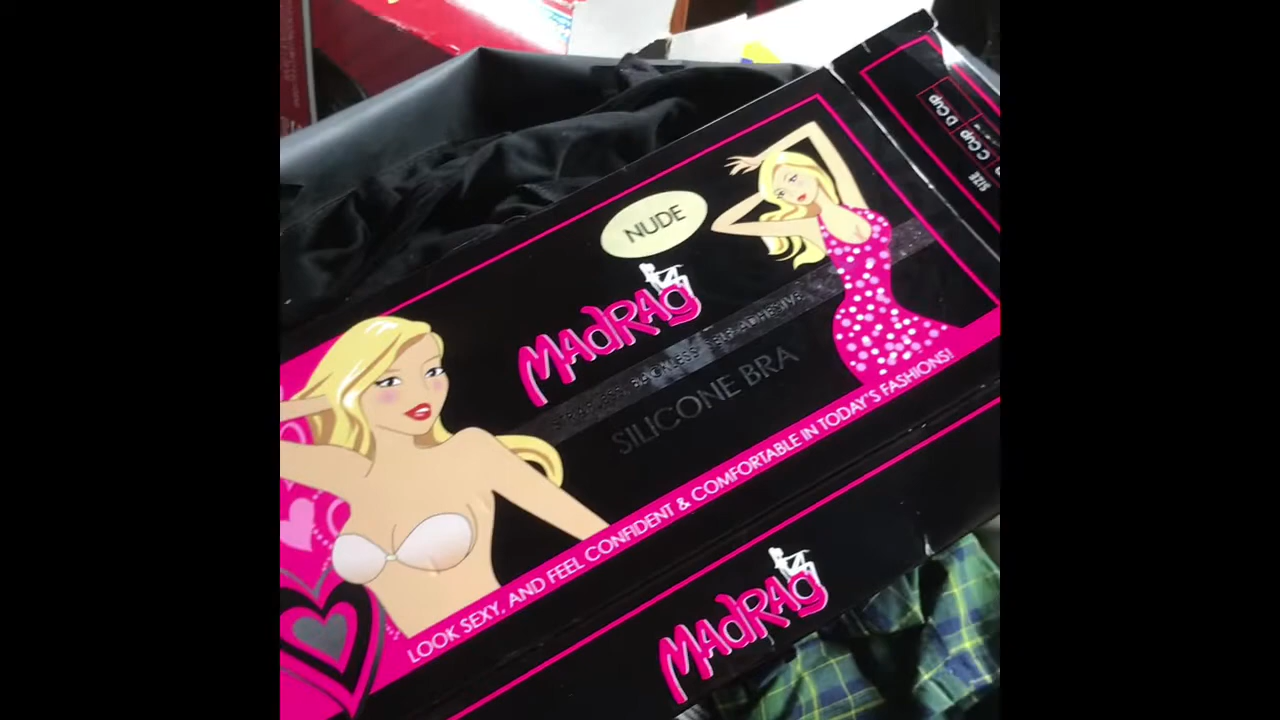 NUDE
MAdRAg
STRAPLESS, BACKLESS, SELF ADHESIVE
SILICONE BRA
LOOK SEXY, AND FEEL CONFIDENT & COMFORTABLE IN TODAY'S FASHIONS!
MAdRAg
SIZE
C Cup
D Cup